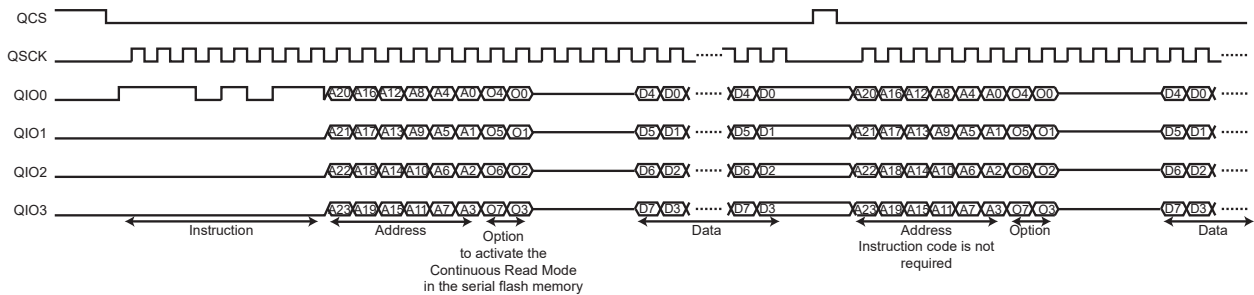 QCS
QSCK
QIO0 A20 A16 A12 A8 A4 A0 O4 O0 D4 D0 D4 D0 A20 A16 A12 A8 A4 A0 O4 O0 D4 D0
QIO1 A21 A17 A13 A9 A5 A1 O5 O1 D5 D1 D5 D1 A21 A17 A13 A9 A5 A1 O5 O1 D5 D1
QIO2 A22 A18 A14 A10 A6 A2 O6 O2 D6 D2 D6 D2 A22 A18 A14 A10 A6 A2 O6 O2 D6 D2
QIO3 A23 A19 A15 A11 A7 A3 O7 O3 D7 D3 D7 D3 A23 A19 A15 A11 A7 A3 O7 O3 D7 D3
Instruction Address Option Data Address Option Data
to activate the
Continuous Read Mode
in the serial flash memory
Instruction code is not
required